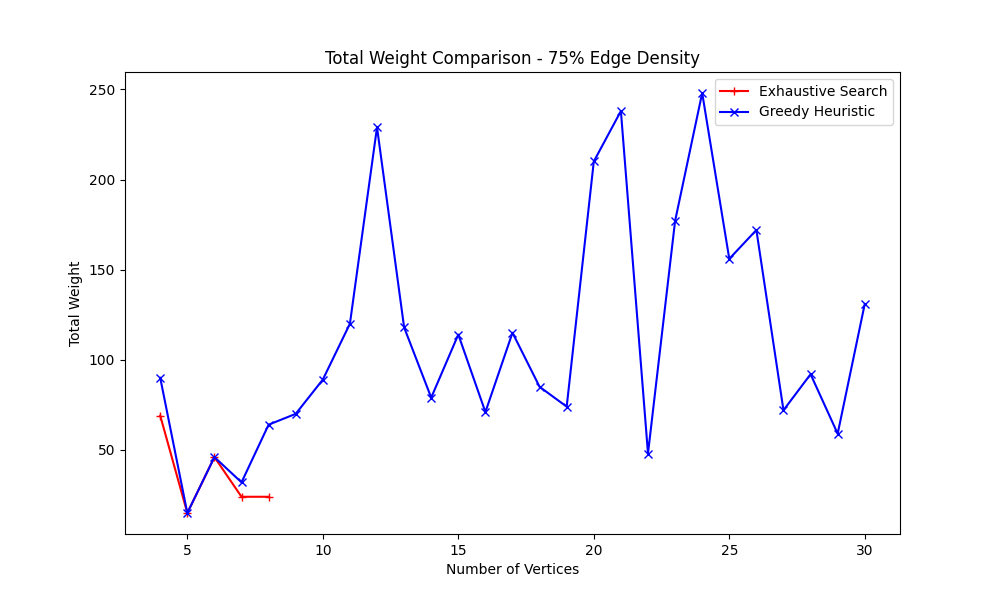 Total Weight Comparison - 75% Edge Density
Exhaustive Search
Greedy Heuristic
Total Weight
250
200
150
100
50
5
10
15
20
25
30
Number of Vertices